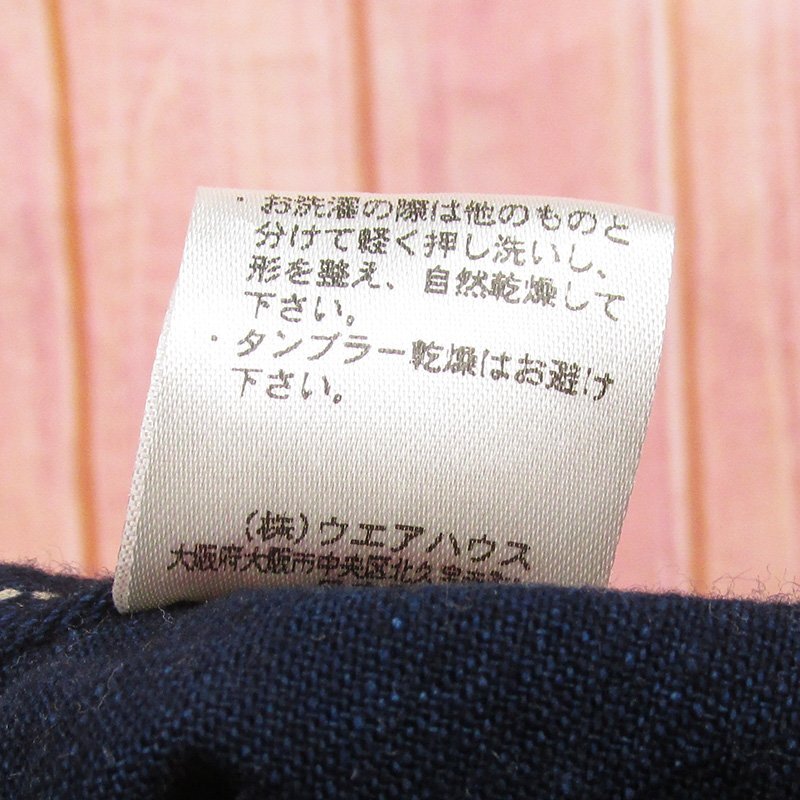 ・お洗濯の際は他のものと
分けて軽く押し洗いし、
形を整え、自然乾燥して
下さい。
・タンブラー乾燥はお避け
下さい。
(株)ウエアハウス
大阪府大阪市中央区北久